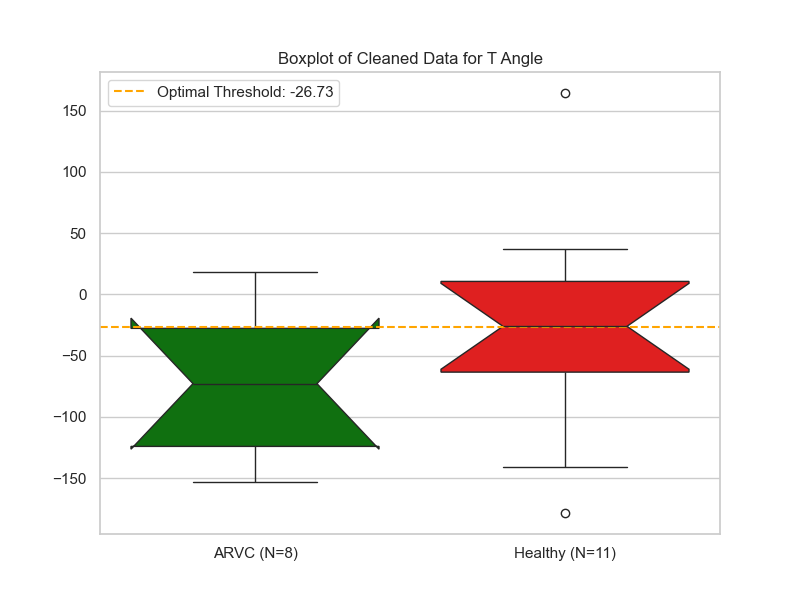 Boxplot of Cleaned Data for T Angle
Optimal Threshold: -26.73
150
100
50
0
−50
−100
−150
ARVC (N=8)
Healthy (N=11)